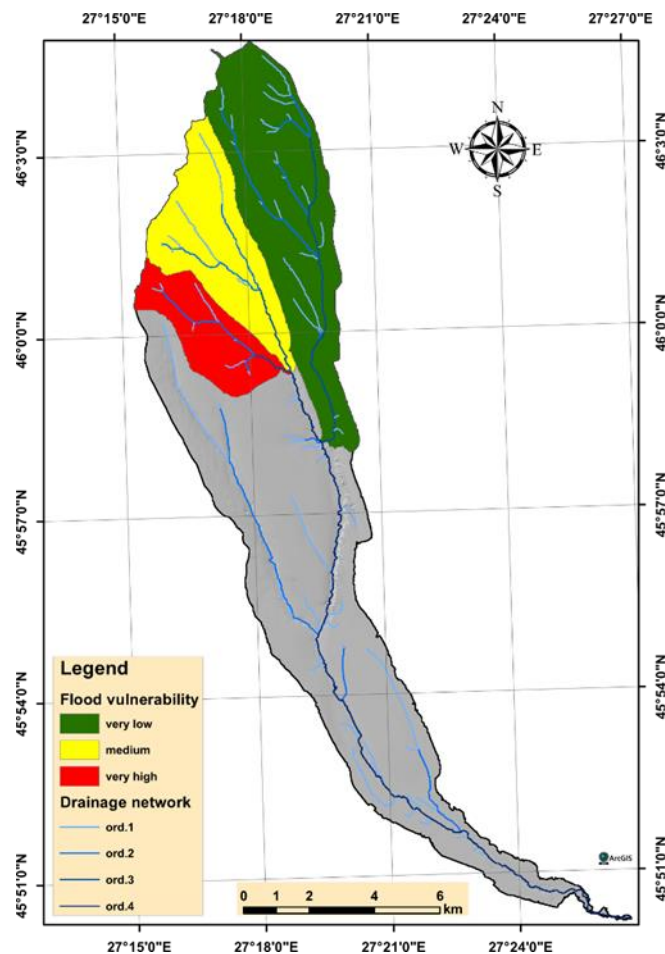 27°15'0"E 27°18'0"E 27°21'0"E 27°24'0"E 27°27'0"E
N
W E
S
46°3'0"N 46°3'0"N
46°0'0"N 46°0'0"N
45°57'0"N 45°57'0"N
45°54'0"N 45°54'0"N
45°51'0"N 45°51'0"N
Legend
Flood vulnerability
very low
medium
very high
Drainage network
ord.1
ord.2
ord.3
ord.4
ArcGIS
0 1 2 4 6
km
27°15'0"E 27°18'0"E 27°21'0"E 27°24'0"E